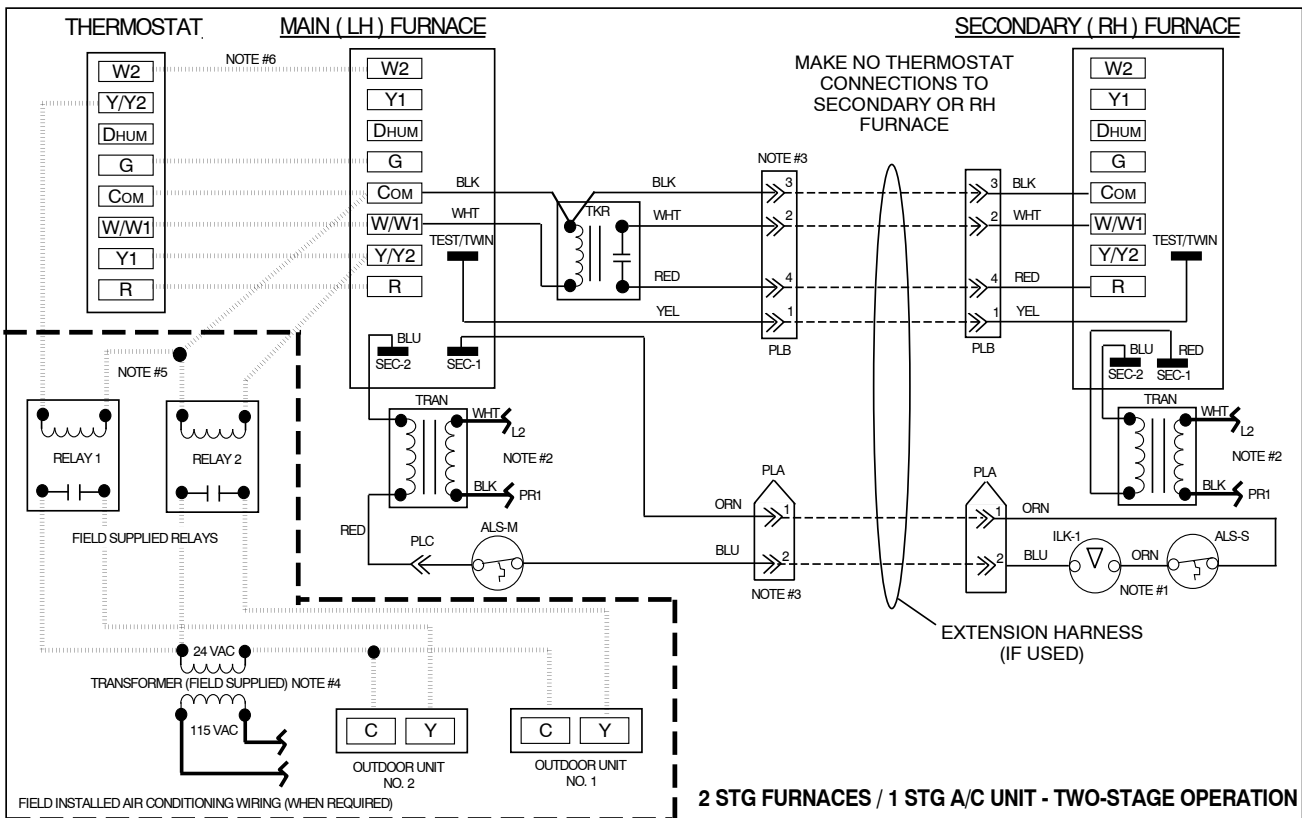 THERMOSTAT
MAIN ( LH ) FURNACE
SECONDARY ( RH ) FURNACE
W2
Y/Y2
DHUM
G
COM
W/W1
Y1
R
NOTE #6
W2
Y1
DHUM
G
COM
W/W1
Y/Y2
R
TEST/TWIN
BLU
SEC-2
SEC-1
BLK
WHT
TKR
BLK
WHT
RED
YEL
NOTE #3
3
2
4
1
PLB
MAKE NO THERMOSTAT
CONNECTIONS TO
SECONDARY OR RH
FURNACE
3
2
4
1
PLB
BLK
WHT
RED
YEL
W2
Y1
DHUM
G
COM
W/W1
Y/Y2
R
TEST/TWIN
BLU
RED
SEC-2
SEC-1
NOTE #5
RELAY 1
RELAY 2
FIELD SUPPLIED RELAYS
TRAN
WHT
L2
NOTE #2
BLK
PR1
RED
PLC
ALS-M
ORN
BLU
PLA
1
2
NOTE #3
PLA
1
2
ORN
BLU
ILK-1
ORN
ALS-S
NOTE #1
TRAN
WHT
L2
NOTE #2
BLK
PR1
EXTENSION HARNESS
(IF USED)
24 VAC
TRANSFORMER (FIELD SUPPLIED) NOTE #4
115 VAC
C
Y
OUTDOOR UNIT
NO. 2
C
Y
OUTDOOR UNIT
NO. 1
FIELD INSTALLED AIR CONDITIONING WIRING (WHEN REQUIRED)
2 STG FURNACES / 1 STG A/C UNIT - TWO-STAGE OPERATION